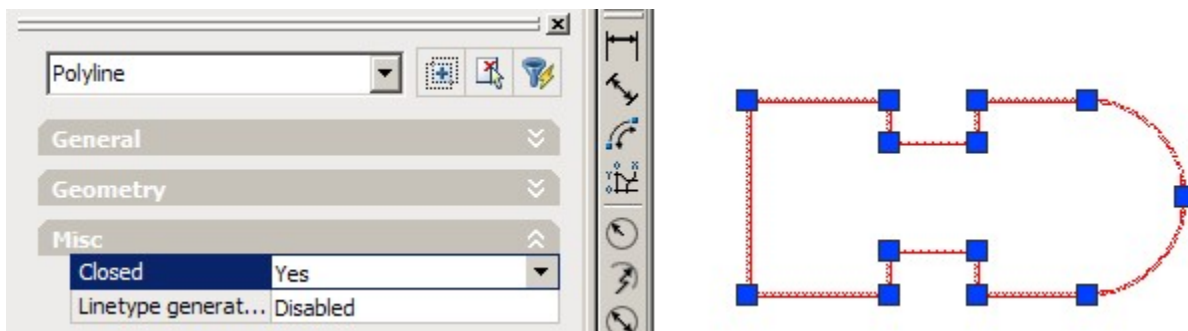 Polyline
General
Geometry
Misc
Closed Yes
Linetype generat... Disabled